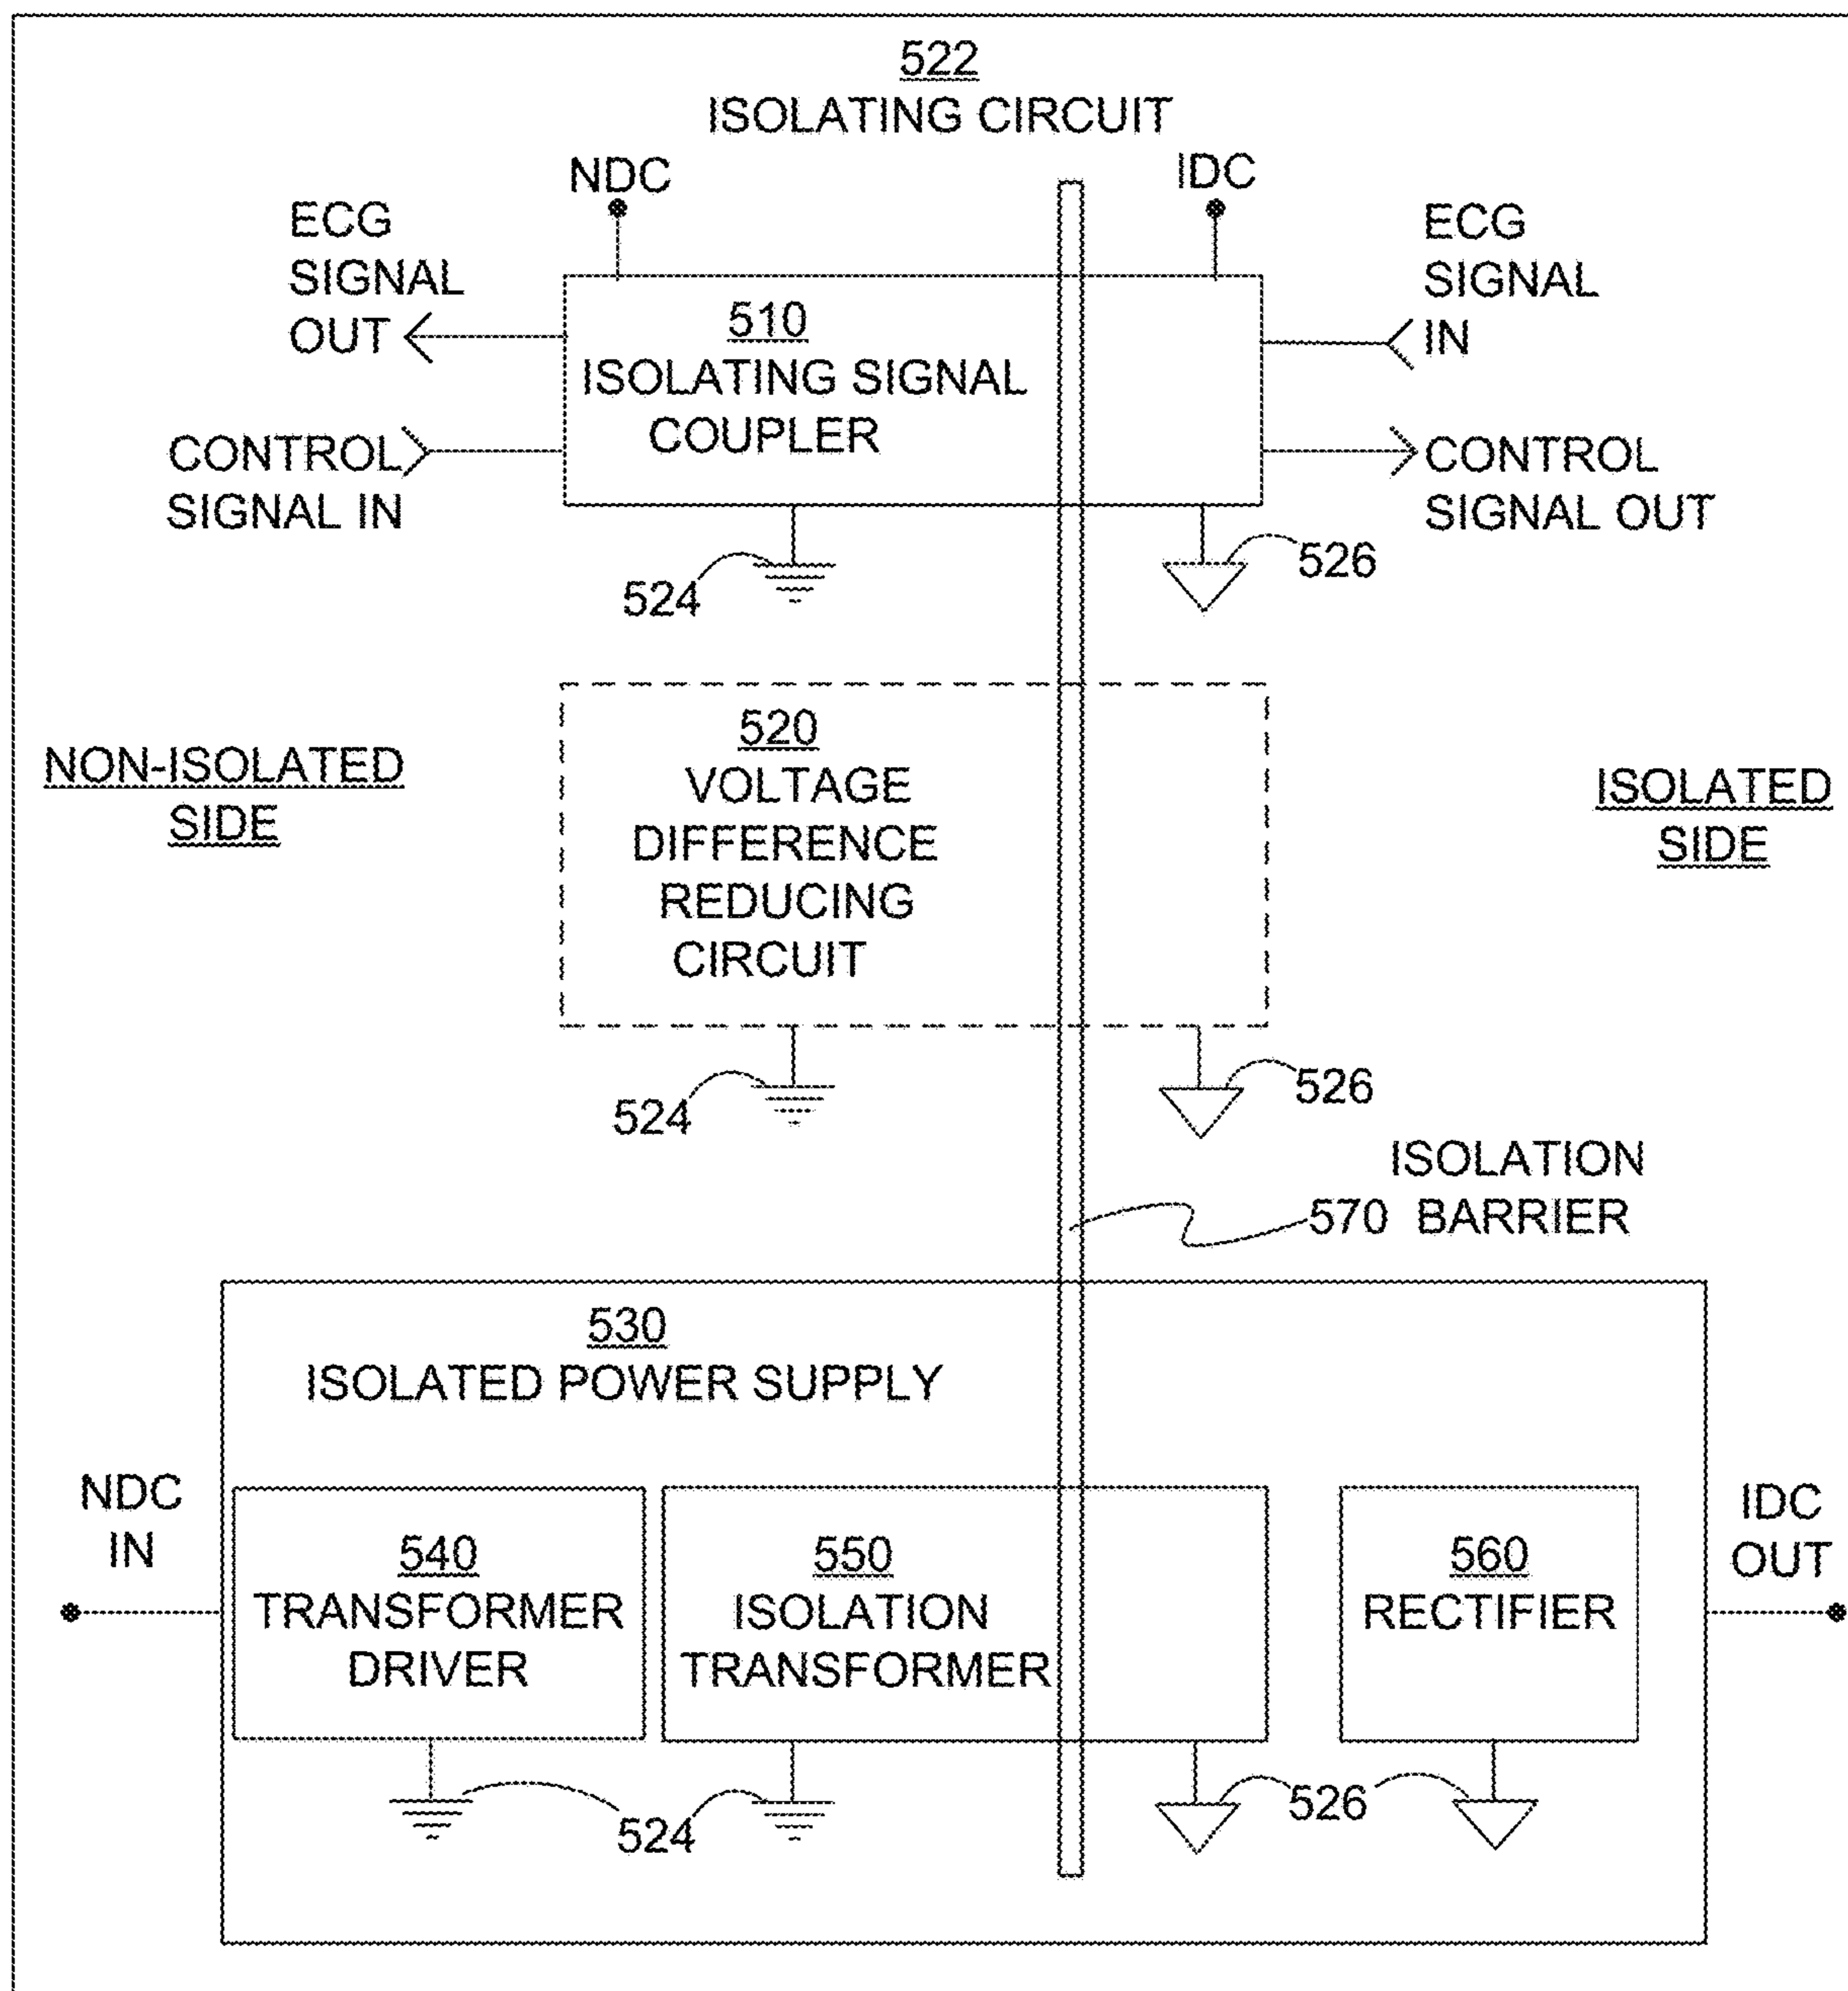 522
ISOLATING CIRCUIT
NDC
IDC
ECG
SIGNAL
OUT
ECG
SIGNAL
IN
510
ISOLATING SIGNAL
COUPLER
CONTROL
SIGNAL IN
CONTROL
SIGNAL OUT
524
526
NON-ISOLATED
SIDE
520
VOLTAGE
DIFFERENCE
REDUCING
CIRCUIT
ISOLATED
SIDE
524
526
ISOLATION
570 BARRIER
530
ISOLATED POWER SUPPLY
NDC
IN
540
TRANSFORMER
DRIVER
550
ISOLATION
TRANSFORMER
560
RECTIFIER
IDC
OUT
524
526